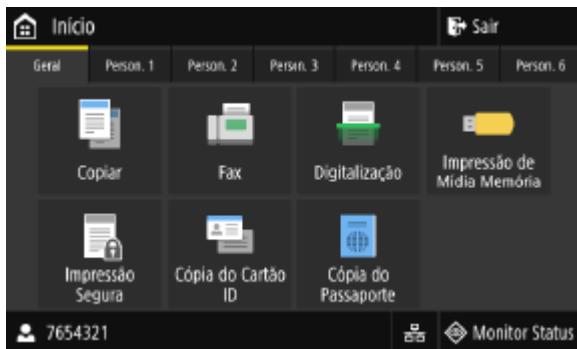 Início
Sair
Geral Person. 1 Person. 2 Person. 3 Person. 4 Person. 5 Person. 6
Copiar
Fax
Digitalização
Impressão de
Mídia Memória
Impressão
Segura
Cópia do Cartão
ID
Cópia do
Passaporte
7654321
Monitor Status